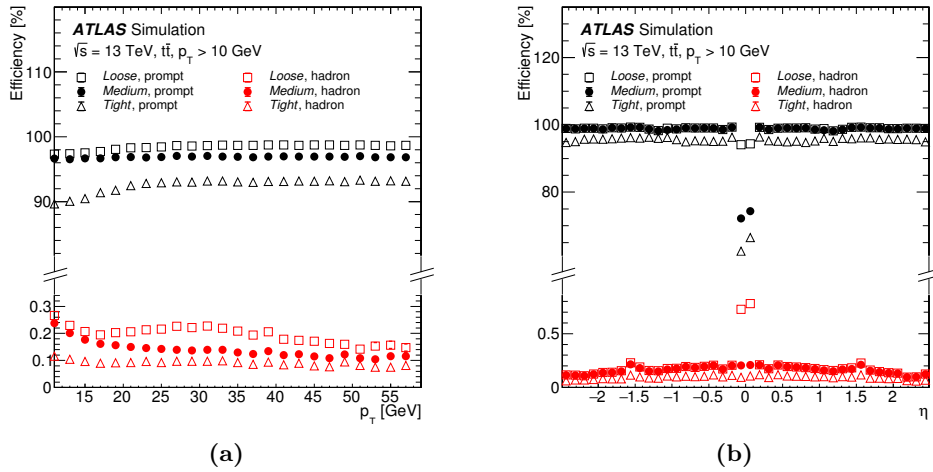 Efficiency [%]
ATLAS Simulation
√s = 13 TeV, tt̄, p_T > 10 GeV
Loose, prompt Loose, hadron
Medium, prompt Medium, hadron
Tight, prompt Tight, hadron
110
100
90
0.3
0.2
0.1
0
15 20 25 30 35 40 45 50 55
p_T [GeV]
(a)
Efficiency [%]
ATLAS Simulation
√s = 13 TeV, tt̄, p_T > 10 GeV
Loose, prompt Loose, hadron
Medium, prompt Medium, hadron
Tight, prompt Tight, hadron
120
100
80
0.5
0
−2 −1.5 −1 −0.5 0 0.5 1 1.5 2
η
(b)